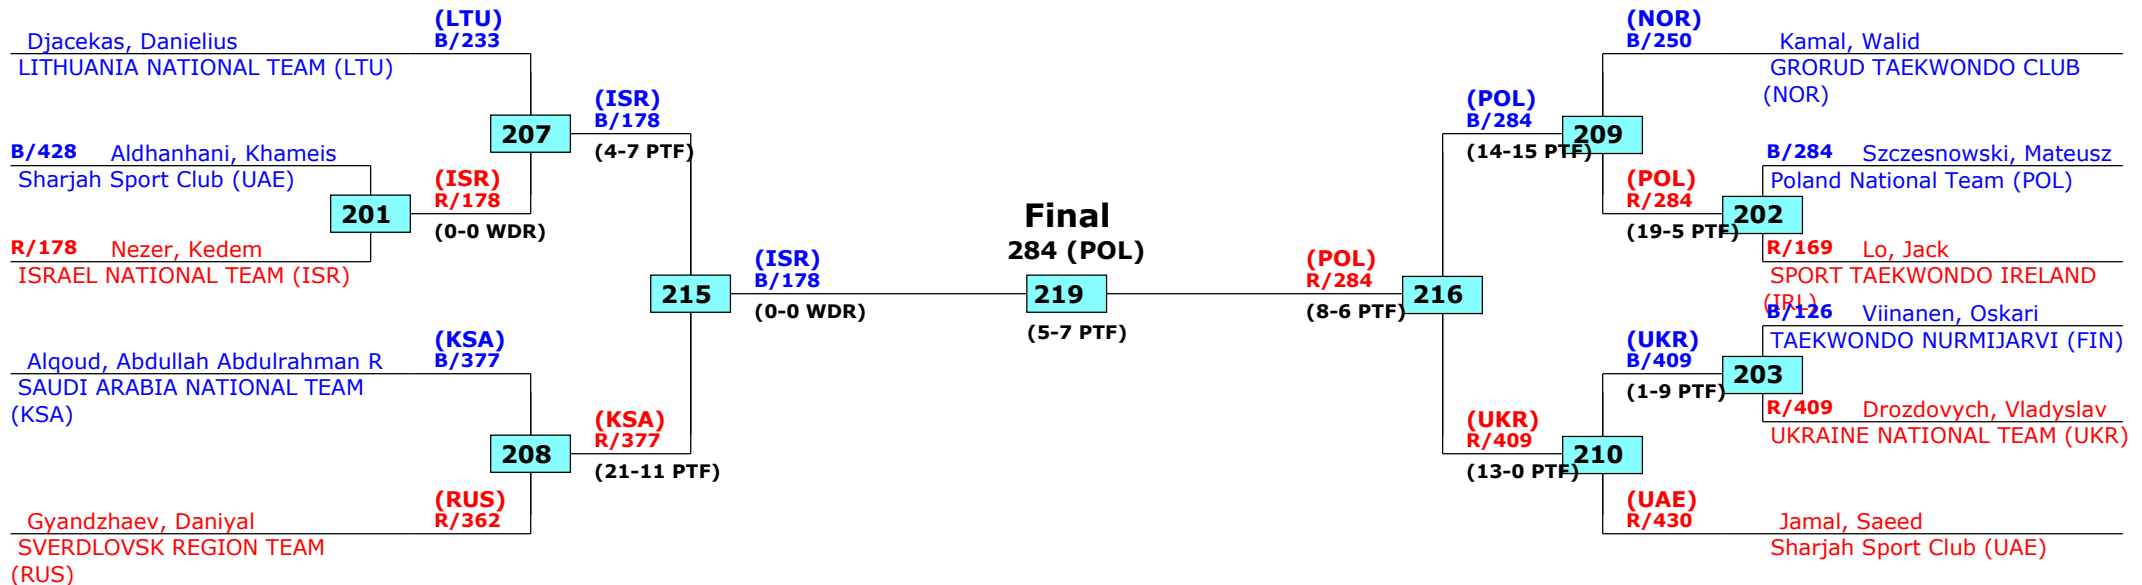 (LTU)
Djacekas, Danielius B/233
LITHUANIA NATIONAL TEAM (LTU)
207
(ISR)
B/178
(4-7 PTF)
B/428 Aldhanhani, Khameis
Sharjah Sport Club (UAE)
201
(ISR)
R/178
(0-0 WDR)
R/178 Nezer, Kedem
ISRAEL NATIONAL TEAM (ISR)
215
(ISR)
B/178
(0-0 WDR)
(KSA)
Alqoud, Abdullah Abdulrahman R B/377
SAUDI ARABIA NATIONAL TEAM
(KSA)
208
(KSA)
R/377
(21-11 PTF)
(RUS)
Gyandzhaev, Daniyal R/362
SVERDLOVSK REGION TEAM
(RUS)
Final
284 (POL)
219
(5-7 PTF)
(NOR)
B/250 Kamal, Walid
GRORUD TAEKWONDO CLUB
(NOR)
(POL)
B/284
209
(14-15 PTF)
B/284 Szczesnowski, Mateusz
Poland National Team (POL)
(POL)
R/284
202
(19-5 PTF)
R/169 Lo, Jack
SPORT TAEKWONDO IRELAND
(IRL)
(POL)
R/284
216
(8-6 PTF)
B/126 Viinanen, Oskari
TAEKWONDO NURMIJARVI (FIN)
(UKR)
B/409
203
(1-9 PTF)
R/409 Drozdovych, Vladyslav
UKRAINE NATIONAL TEAM (UKR)
(UKR)
R/409
210
(13-0 PTF)
(UAE)
R/430 Jamal, Saeed
Sharjah Sport Club (UAE)